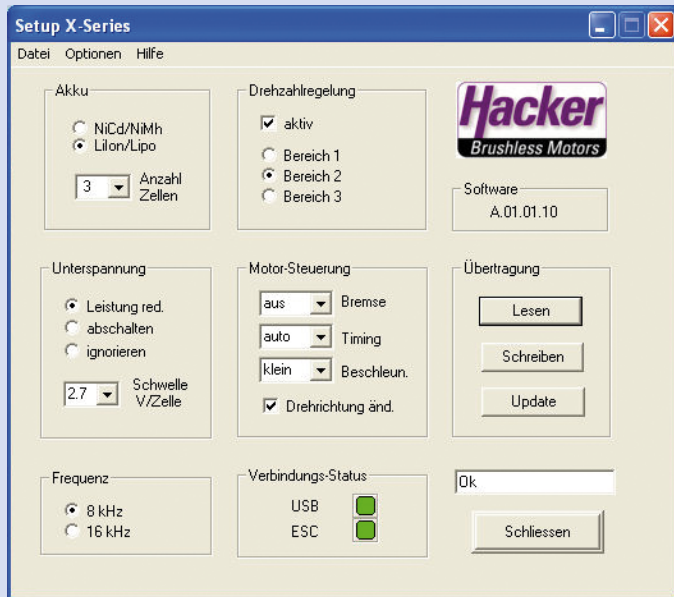 Setup X-Series
Datei Optionen Hilfe
Akku
NiCd/NiMh
LiIon/Lipo
3 Anzahl
Zellen
Drehzahlregelung
aktiv
Bereich 1
Bereich 2
Bereich 3
Hacker
Brushless Motors
Software
A.01.01.10
Unterspannung
Leistung red.
abschalten
ignorieren
2.7 Schwelle
V/Zelle
Motor-Steuerung
aus Bremse
auto Timing
klein Beschleun.
Drehrichtung änd.
Übertragung
Lesen
Schreiben
Update
Frequenz
8 kHz
16 kHz
Verbindungs-Status
USB
ESC
Ok
Schliessen